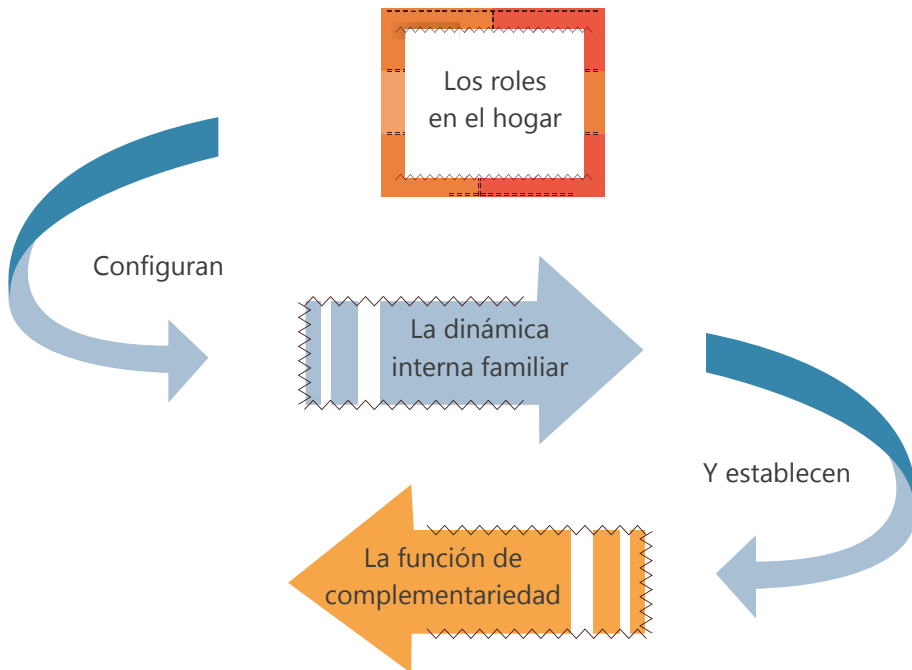 Los roles
en el hogar
Configuran
La dinámica
interna familiar
Y establecen
La función de
complementariedad